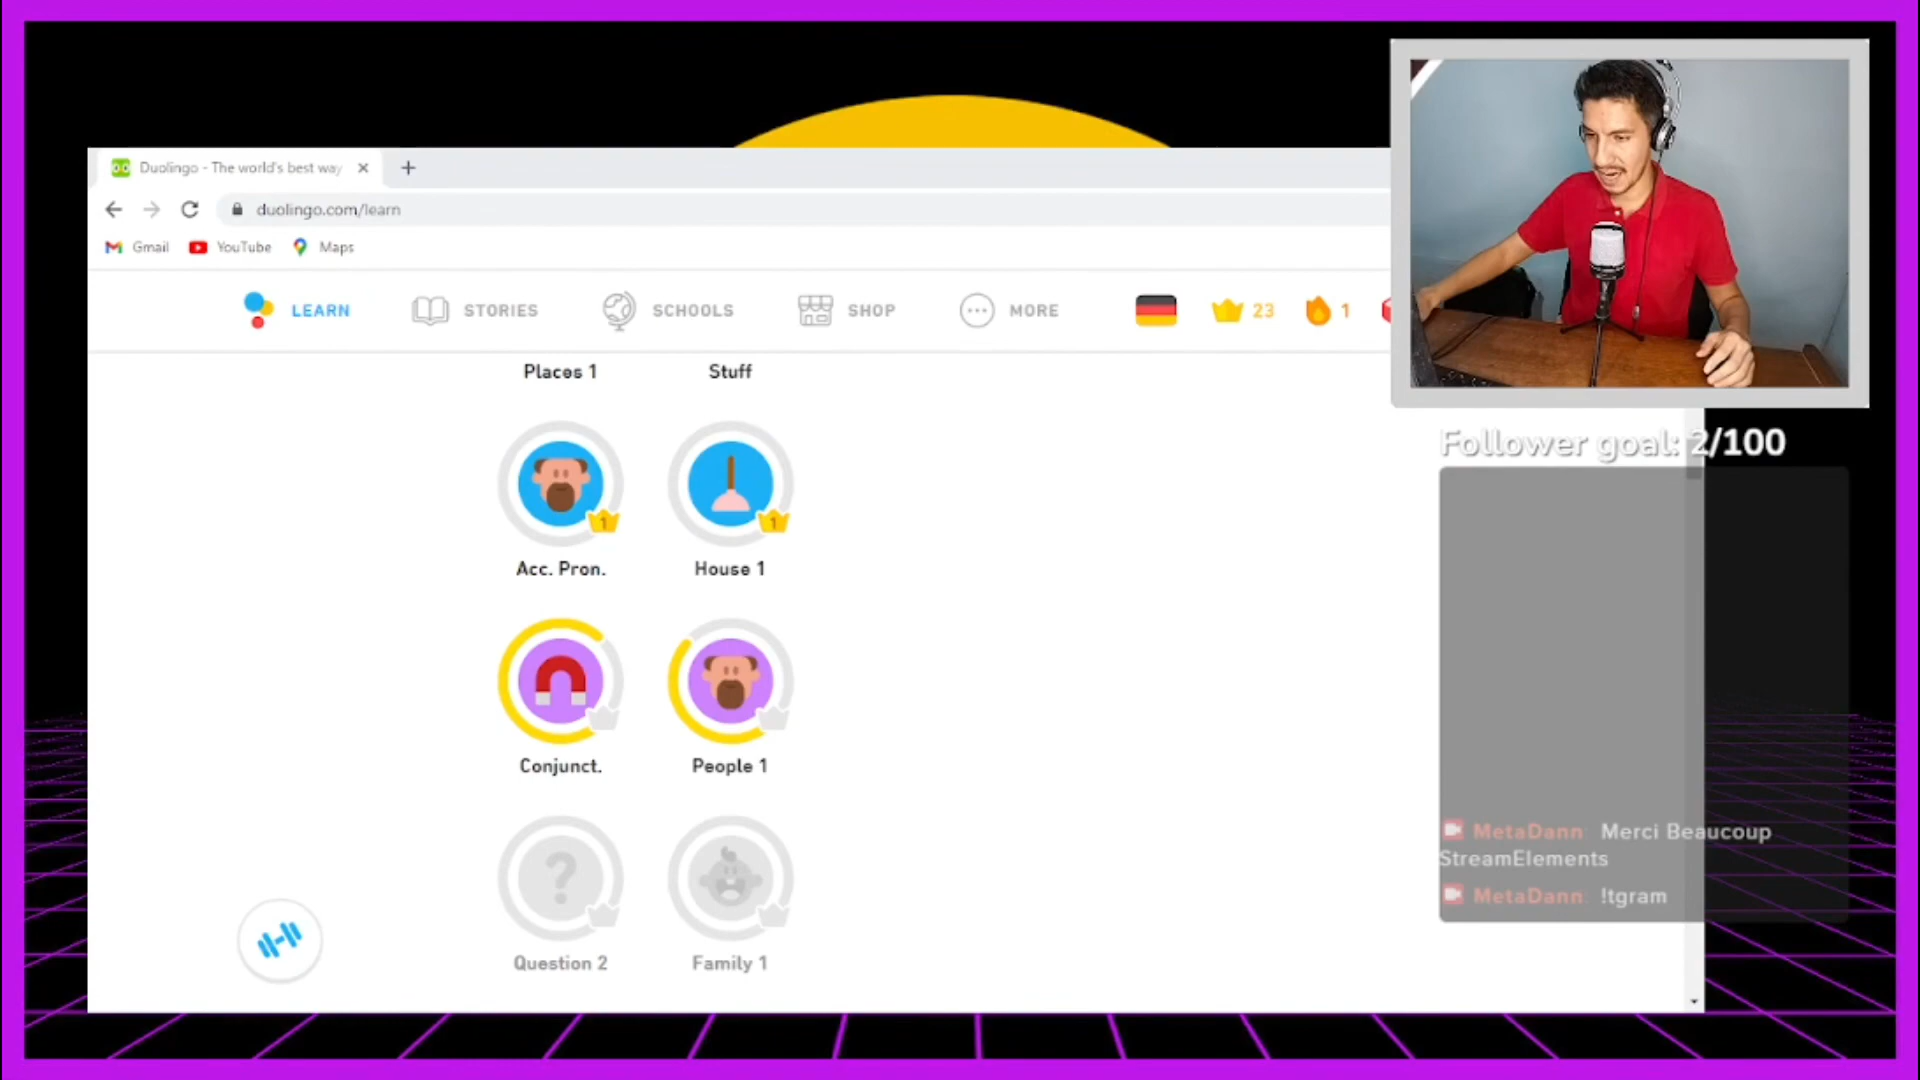 Duolingo - The world's best way
duolingo.com/learn
Gmail YouTube Maps
LEARN STORIES SCHOOLS SHOP MORE 23 1
Places 1 Stuff
1 1
Acc. Pron. House 1
Conjunct. People 1
Question 2 Family 1
Follower goal: 2/100
MetaDann: Merci Beaucoup
StreamElements
MetaDann: !tgram